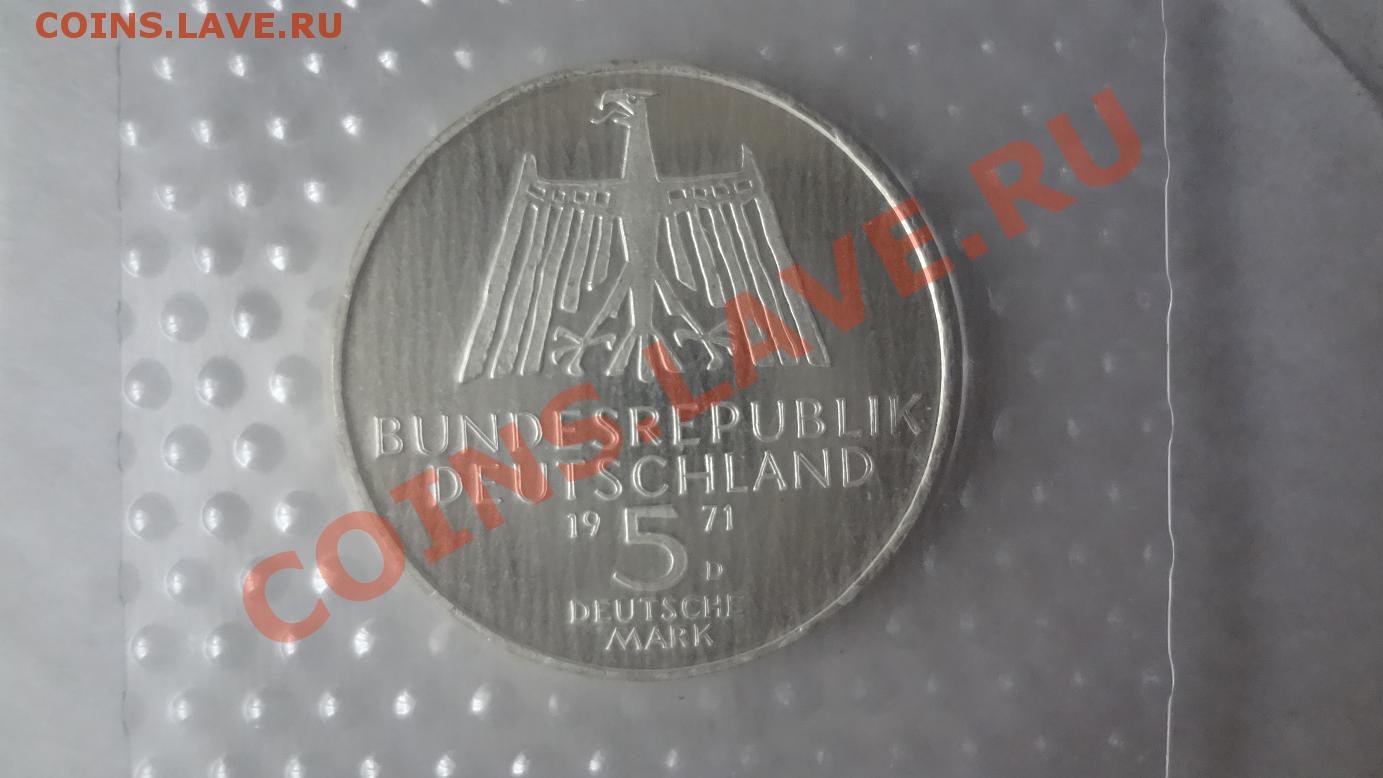 COINS.LAVE.RU
COINS.LAVE.RU
BUNDESREPUBLIK
DEUTSCHLAND
19 5 71
D
DEUTSCHE
MARK